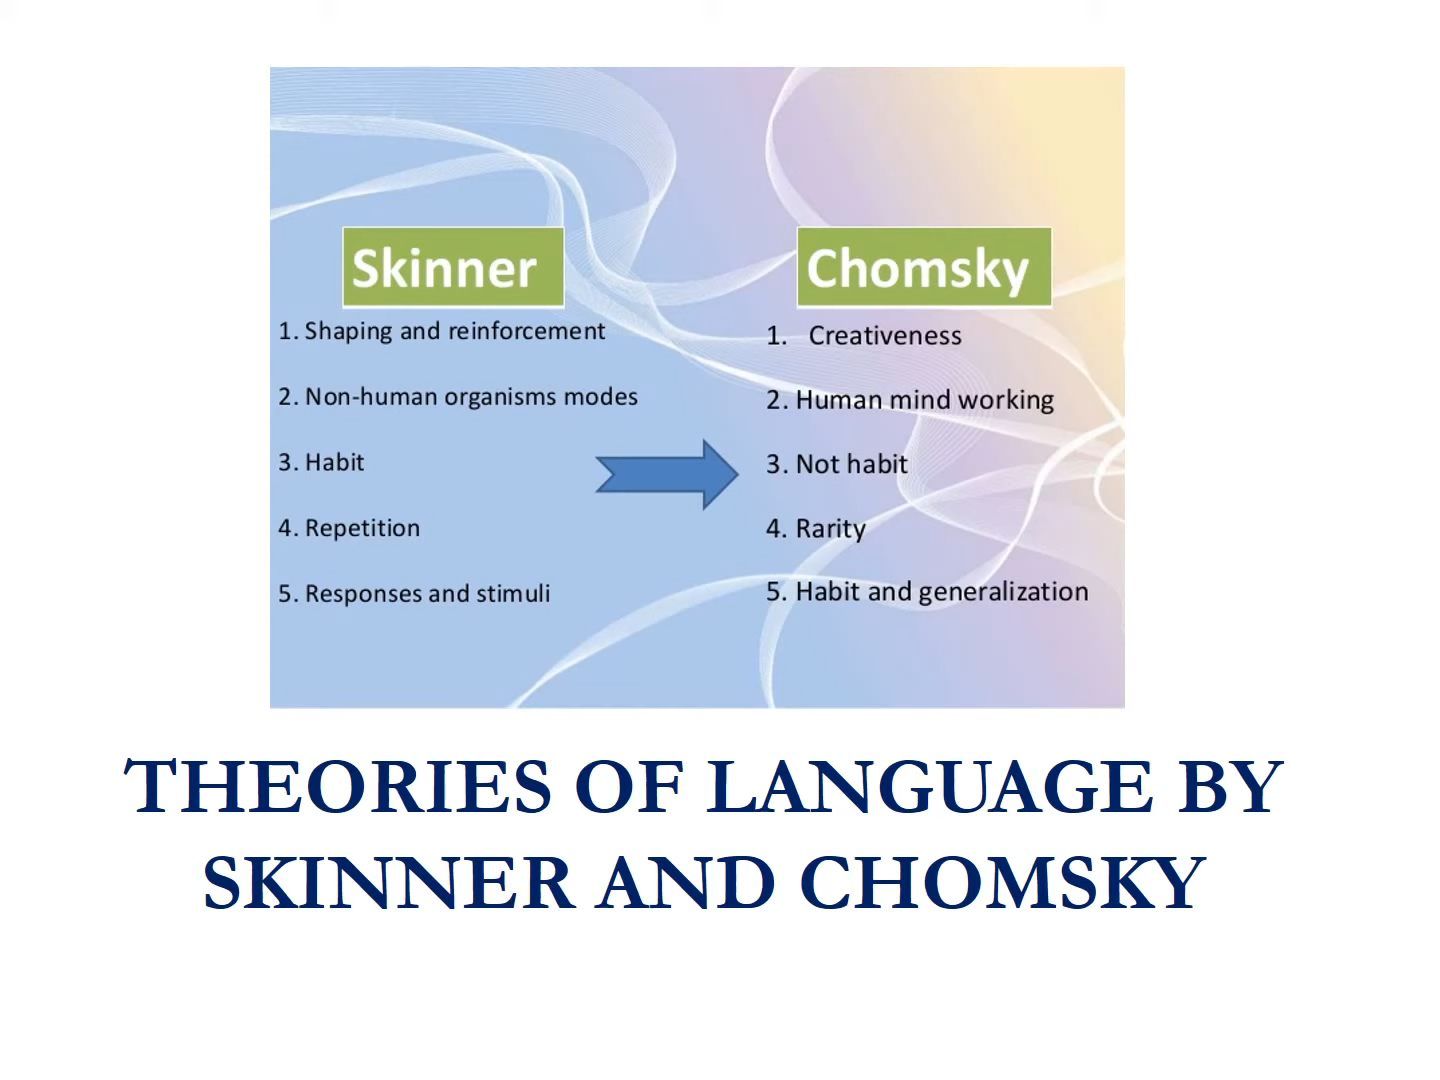 Skinner
1. Shaping and reinforcement
2. Non-human organisms modes
3. Habit
4. Repetition
5. Responses and stimuli
Chomsky
1. Creativeness
2. Human mind working
3. Not habit
4. Rarity
5. Habit and generalization
THEORIES OF LANGUAGE BY
SKINNER AND CHOMSKY